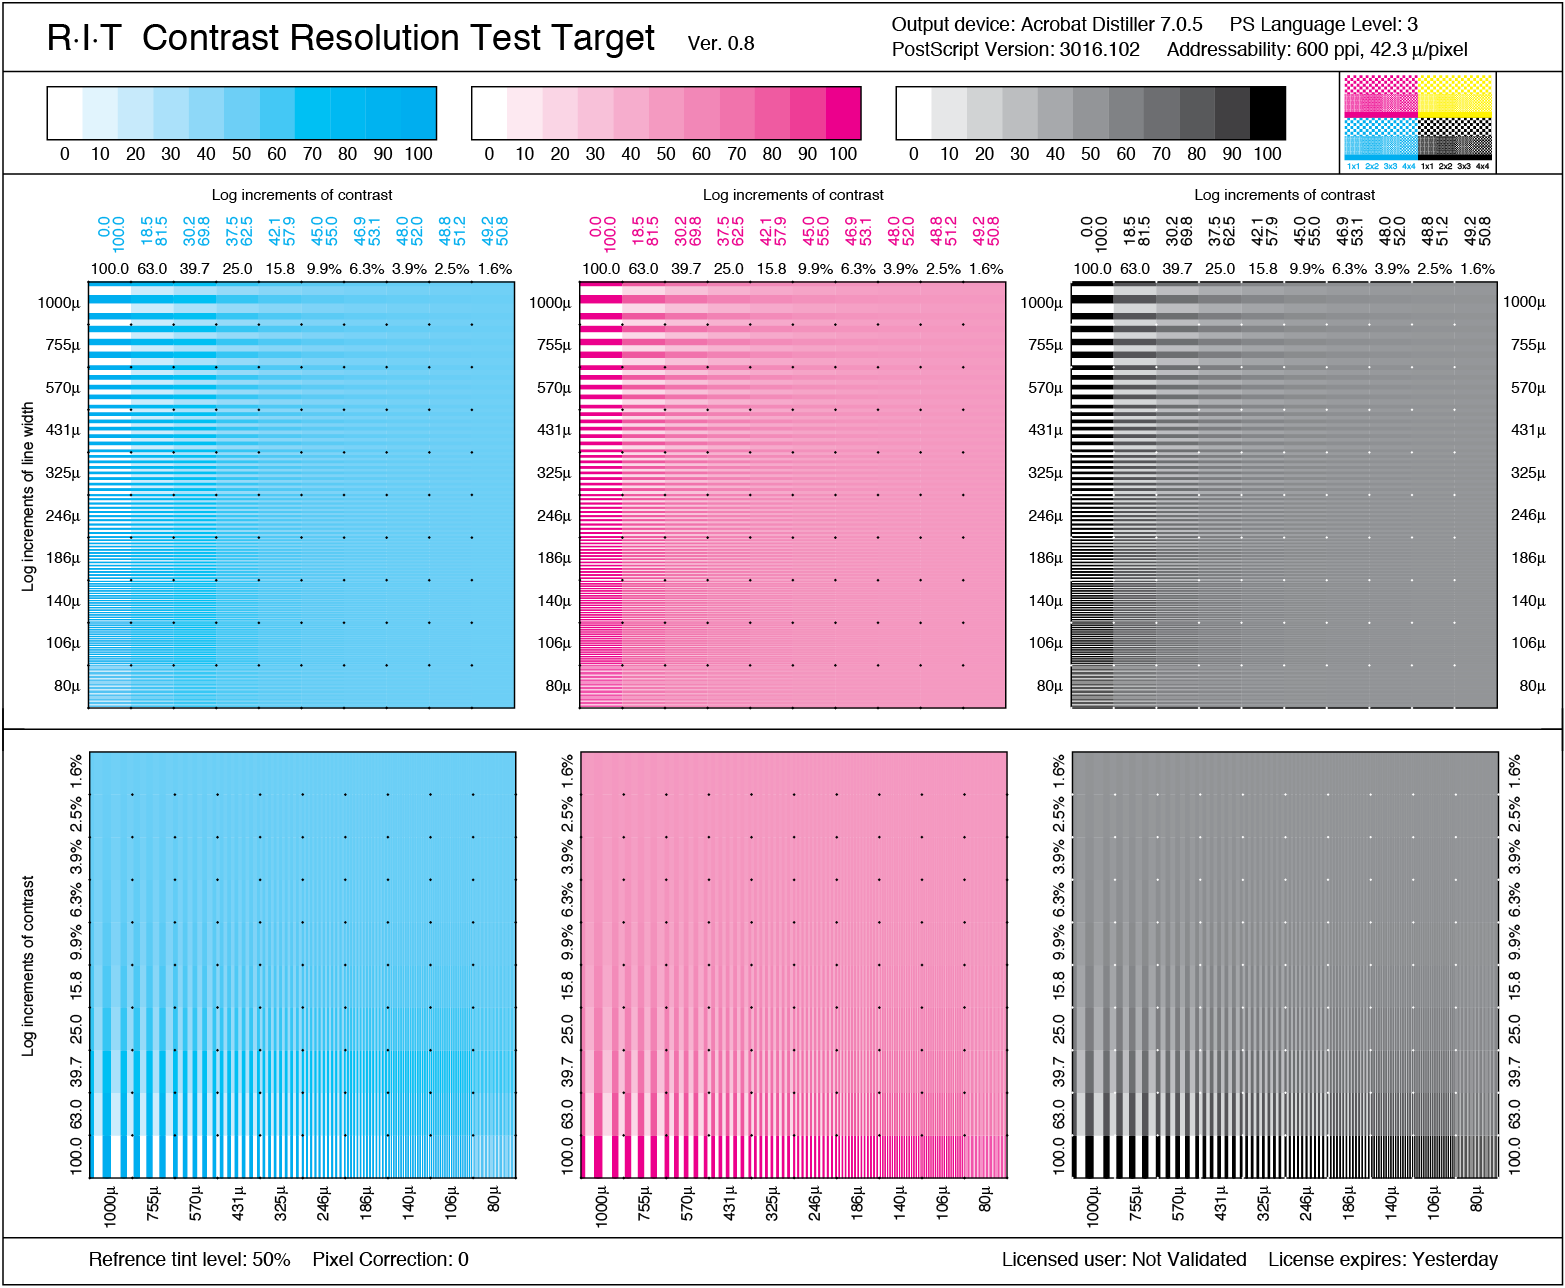 R·I·T Contrast Resolution Test Target Ver. 0.8
Output device: Acrobat Distiller 7.0.5 PS Language Level: 3
PostScript Version: 3016.102 Addressability: 600 ppi, 42.3 µ/pixel
0 10 20 30 40 50 60 70 80 90 100
0 10 20 30 40 50 60 70 80 90 100
0 10 20 30 40 50 60 70 80 90 100
1x1 2x2 3x3 4x4 1x1 2x2 3x3 4x4
Log increments of contrast
0.0 18.5 30.2 37.5 42.1 45.0 46.9 48.0 48.8 49.2
100.0 81.5 69.8 62.5 57.9 55.0 53.1 52.0 51.2 50.8
100.0 63.0 39.7 25.0 15.8 9.9% 6.3% 3.9% 2.5% 1.6%
Log increments of contrast
0.0 18.5 30.2 37.5 42.1 45.0 46.9 48.0 48.8 49.2
100.0 81.5 69.8 62.5 57.9 55.0 53.1 52.0 51.2 50.8
100.0 63.0 39.7 25.0 15.8 9.9% 6.3% 3.9% 2.5% 1.6%
Log increments of contrast
0.0 18.5 30.2 37.5 42.1 45.0 46.9 48.0 48.8 49.2
100.0 81.5 69.8 62.5 57.9 55.0 53.1 52.0 51.2 50.8
100.0 63.0 39.7 25.0 15.8 9.9% 6.3% 3.9% 2.5% 1.6%
Log increments of line width
1000µ 1000µ 1000µ 1000µ
755µ 755µ 755µ 755µ
570µ 570µ 570µ 570µ
431µ 431µ 431µ 431µ
325µ 325µ 325µ 325µ
246µ 246µ 246µ 246µ
186µ 186µ 186µ 186µ
140µ 140µ 140µ 140µ
106µ 106µ 106µ 106µ
80µ 80µ 80µ 80µ
Log increments of contrast
1.6% 1.6% 1.6% 1.6%
2.5% 2.5% 2.5% 2.5%
3.9% 3.9% 3.9% 3.9%
6.3% 6.3% 6.3% 6.3%
9.9% 9.9% 9.9% 9.9%
15.8 15.8 15.8 15.8
25.0 25.0 25.0 25.0
39.7 39.7 39.7 39.7
63.0 63.0 63.0 63.0
100.0 100.0 100.0 100.0
1000µ 755µ 570µ 431µ 325µ 246µ 186µ 140µ 106µ 80µ
1000µ 755µ 570µ 431µ 325µ 246µ 186µ 140µ 106µ 80µ
1000µ 755µ 570µ 431µ 325µ 246µ 186µ 140µ 106µ 80µ
Refrence tint level: 50% Pixel Correction: 0
Licensed user: Not Validated License expires: Yesterday